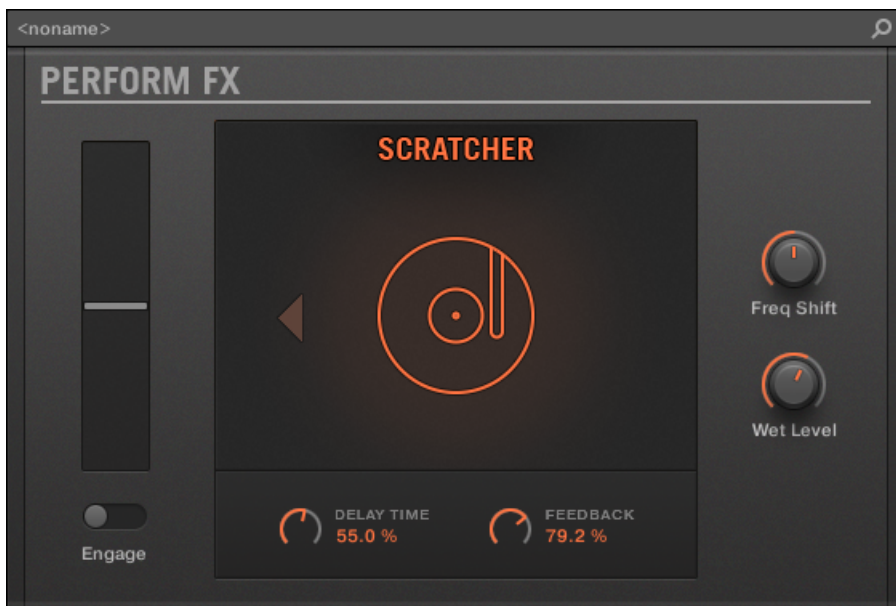 <noname>
PERFORM FX
SCRATCHER
Freq Shift
Wet Level
DELAY TIME
55.0 %
FEEDBACK
79.2 %
Engage